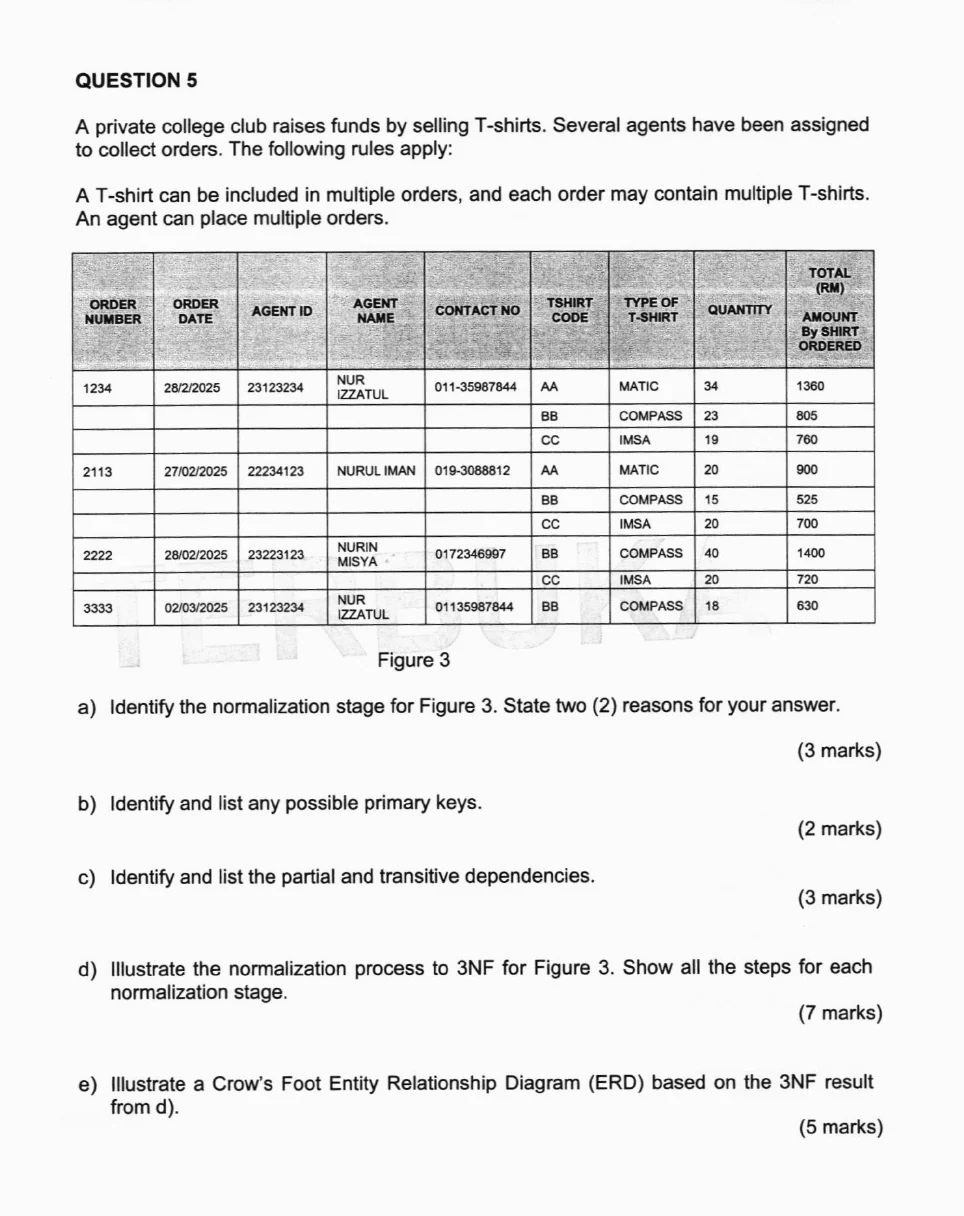 QUESTION 5
A private college club raises funds by selling T-shirts. Several agents have been assigned
to collect orders. The following rules apply:
A T-shirt can be included in multiple orders, and each order may contain multiple T-shirts.
An agent can place multiple orders.
ORDER NUMBER ORDER DATE AGENT ID AGENT NAME CONTACT NO TSHIRT CODE TYPE OF T-SHIRT QUANTITY TOTAL (RM) AMOUNT By SHIRT ORDERED
1234 28/2/2025 23123234 NUR IZZATUL 011-35987844 AA MATIC 34 1360
BB COMPASS 23 805
CC IMSA 19 760
2113 27/02/2025 22234123 NURUL IMAN 019-3088812 AA MATIC 20 900
BB COMPASS 15 525
CC IMSA 20 700
2222 28/02/2025 23223123 NURIN MISYA 0172346997 BB COMPASS 40 1400
CC IMSA 20 720
3333 02/03/2025 23123234 NUR IZZATUL 01135987844 BB COMPASS 18 630
TERBUKA
Figure 3
a) Identify the normalization stage for Figure 3. State two (2) reasons for your answer.
(3 marks)
b) Identify and list any possible primary keys.
(2 marks)
c) Identify and list the partial and transitive dependencies.
(3 marks)
d) Illustrate the normalization process to 3NF for Figure 3. Show all the steps for each
normalization stage.
(7 marks)
e) Illustrate a Crow's Foot Entity Relationship Diagram (ERD) based on the 3NF result
from d).
(5 marks)